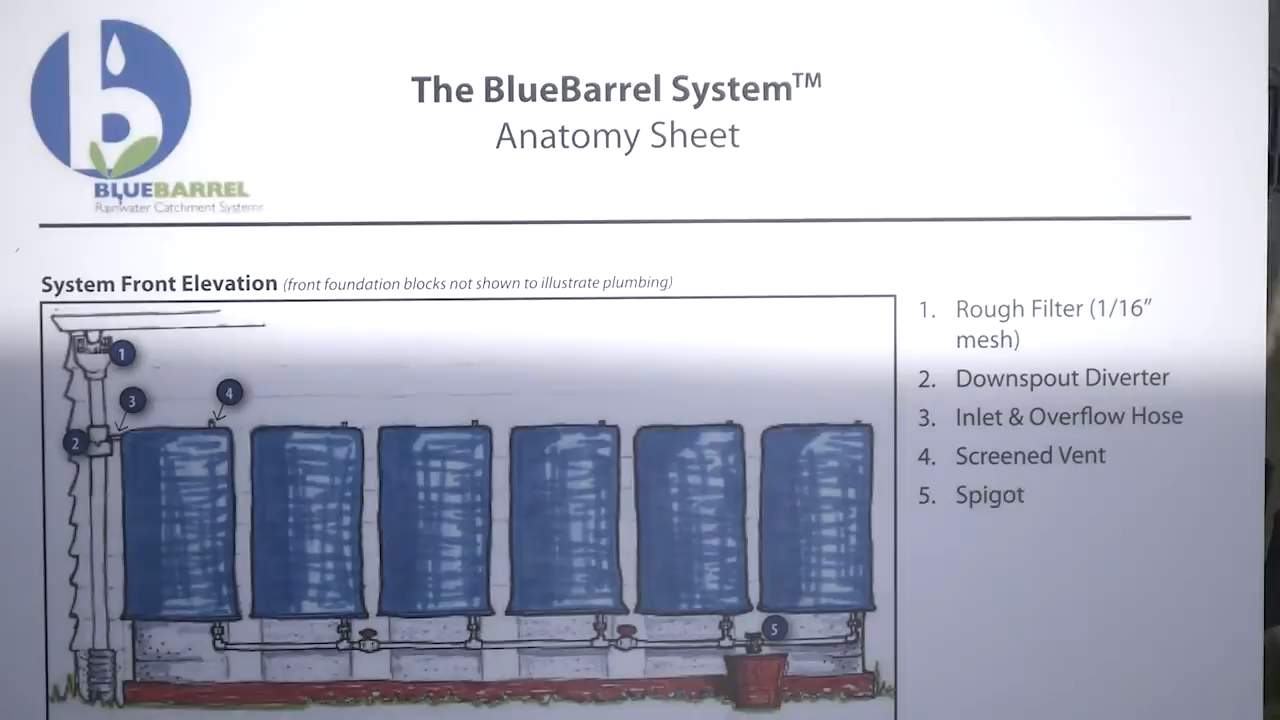 The BlueBarrel System™
Anatomy Sheet
BLUEBARREL
Rainwater Catchment Systems
System Front Elevation (front foundation blocks not shown to illustrate plumbing)
1. Rough Filter (1/16”
mesh)
2. Downspout Diverter
3. Inlet & Overflow Hose
4. Screened Vent
5. Spigot
1
3
4
2
5